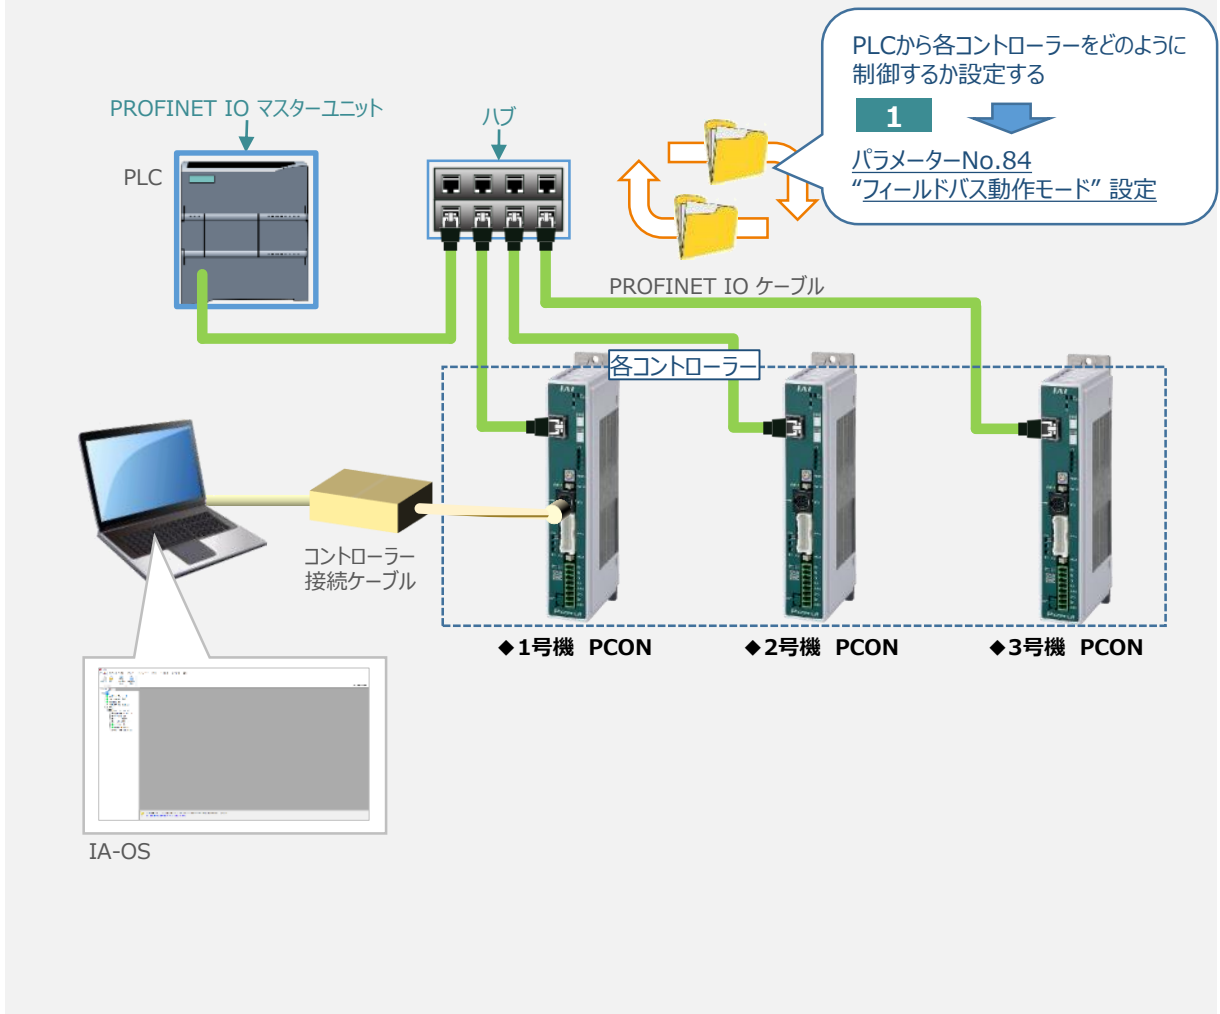 PLCから各コントローラーをどのように
制御するか設定する
1
パラメーターNo.84
“フィールドバス動作モード” 設定
PROFINET IO マスターユニット
ハブ
PLC
PROFINET IO ケーブル
各コントローラー
コントローラー
接続ケーブル
◆1号機 PCON
◆2号機 PCON
◆3号機 PCON
IA-OS